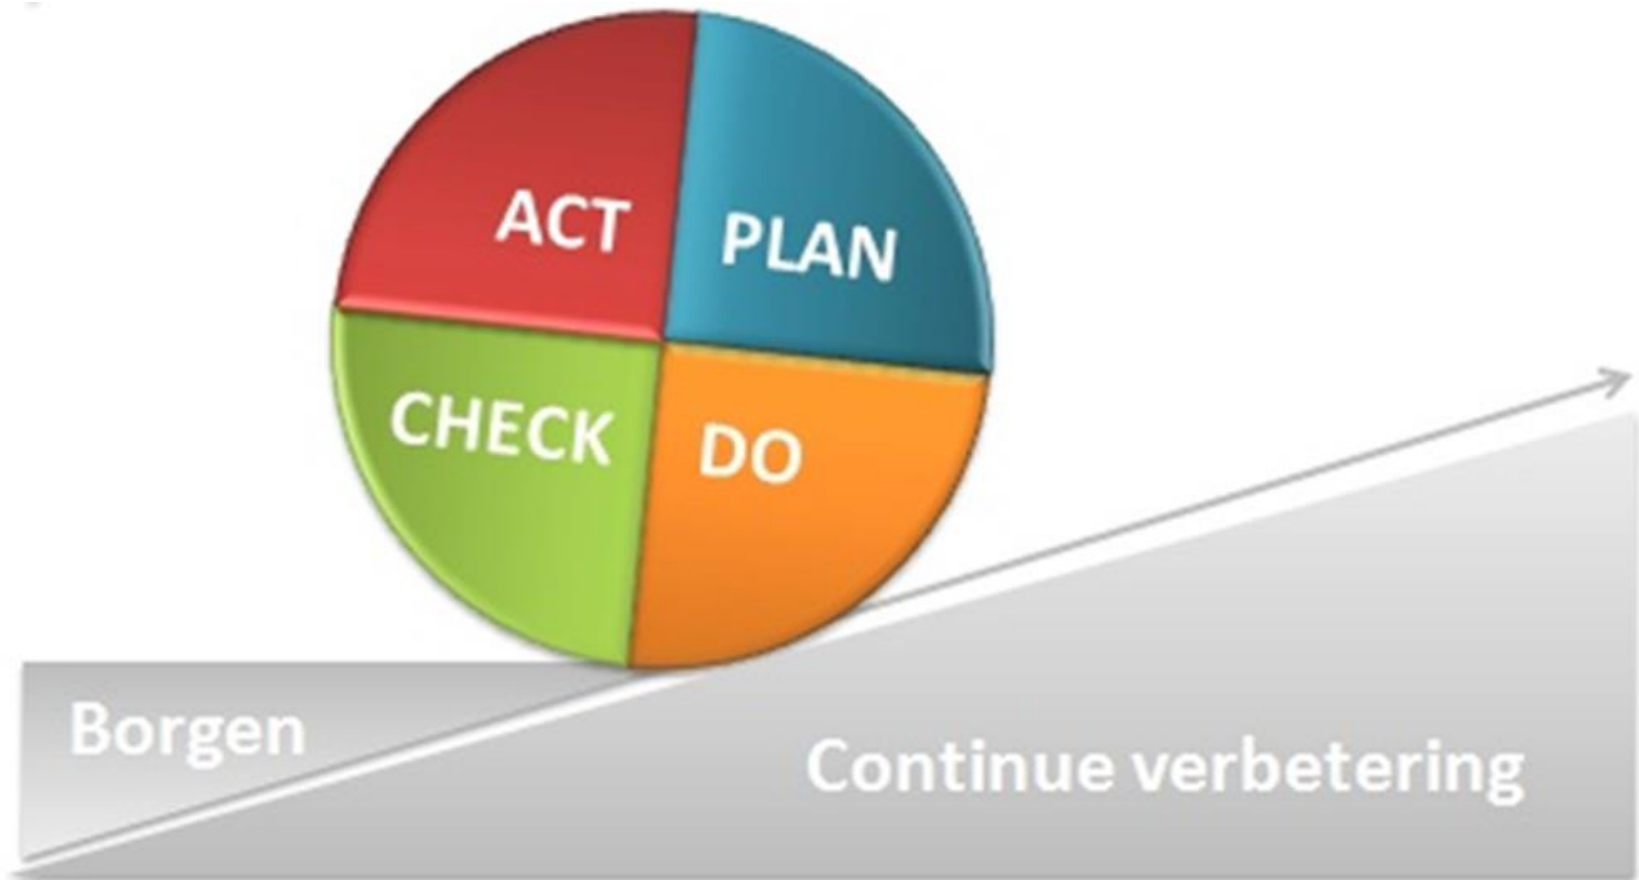 ACT
PLAN
CHECK
DO
Borgen
Continue verbetering